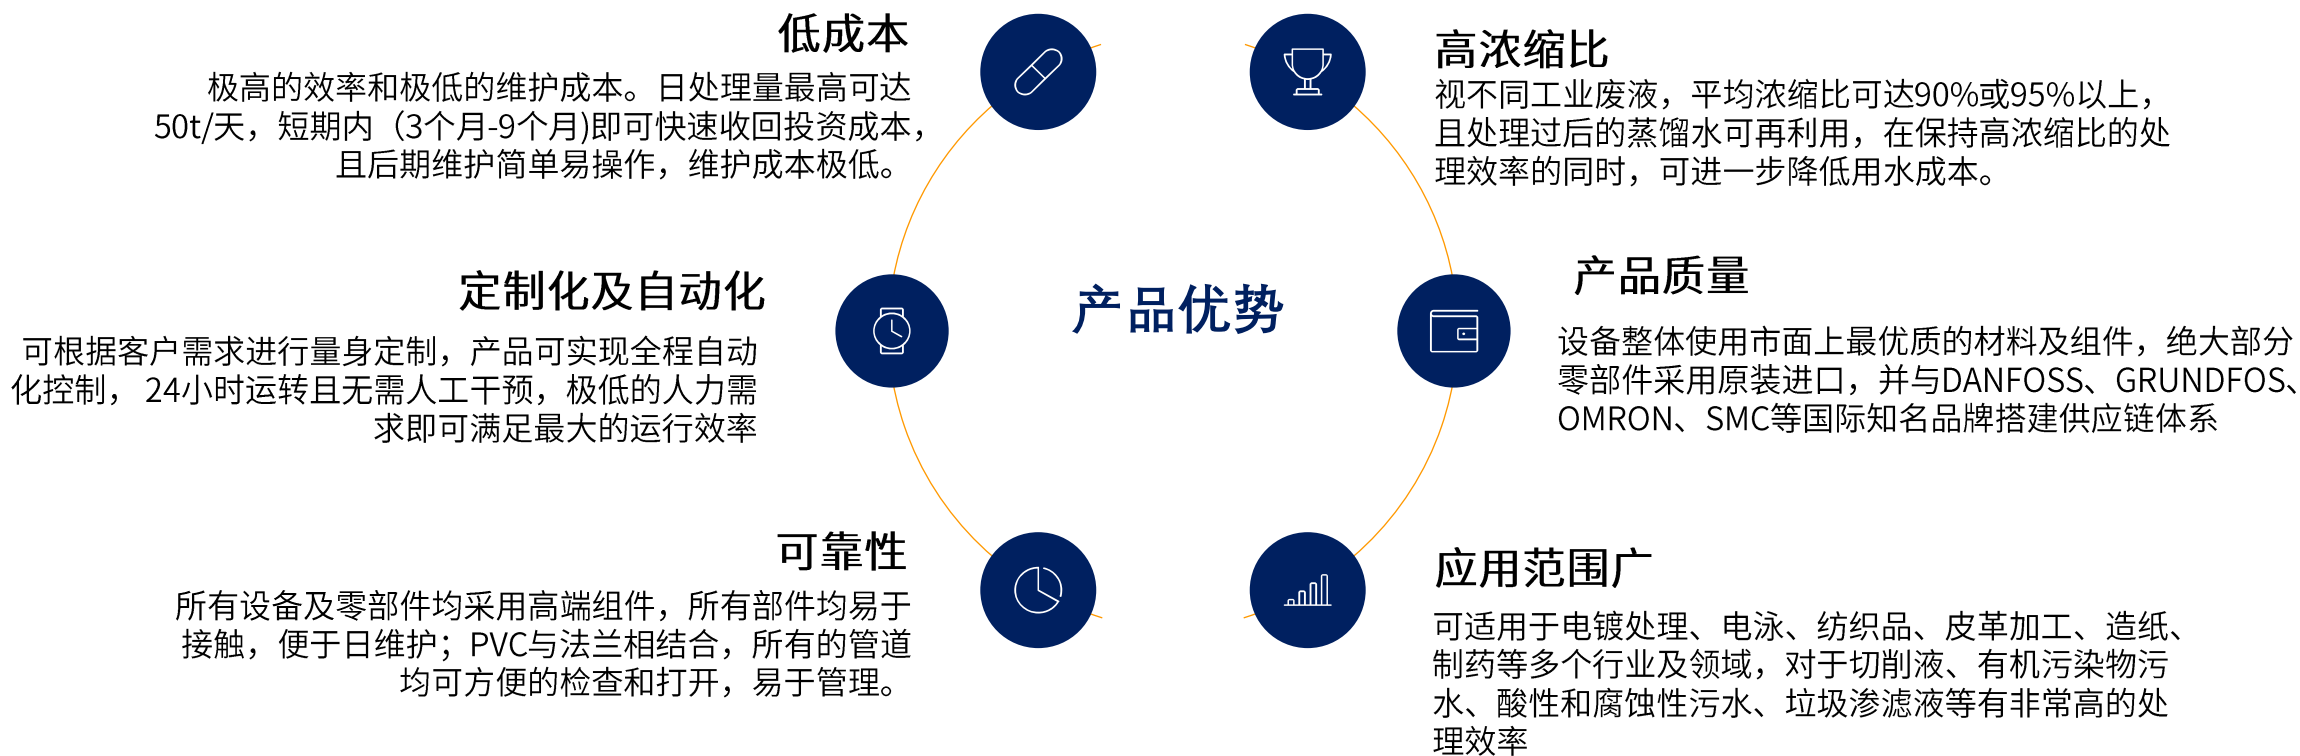 低成本
极高的效率和极低的维护成本。日处理量最高可达
50t/天，短期内（3个月-9个月)即可快速收回投资成本，
且后期维护简单易操作，维护成本极低。
高浓缩比
视不同工业废液，平均浓缩比可达90%或95%以上，
且处理过后的蒸馏水可再利用，在保持高浓缩比的处
理效率的同时，可进一步降低用水成本。
定制化及自动化
可根据客户需求进行量身定制，产品可实现全程自动
化控制， 24小时运转且无需人工干预，极低的人力需
求即可满足最大的运行效率
产品优势
产品质量
设备整体使用市面上最优质的材料及组件，绝大部分
零部件采用原装进口，并与DANFOSS、GRUNDFOS、
OMRON、SMC等国际知名品牌搭建供应链体系
可靠性
所有设备及零部件均采用高端组件，所有部件均易于
接触，便于日维护；PVC与法兰相结合，所有的管道
均可方便的检查和打开，易于管理。
应用范围广
可适用于电镀处理、电泳、纺织品、皮革加工、造纸、
制药等多个行业及领域，对于切削液、有机污染物污
水、酸性和腐蚀性污水、垃圾渗滤液等有非常高的处
理效率